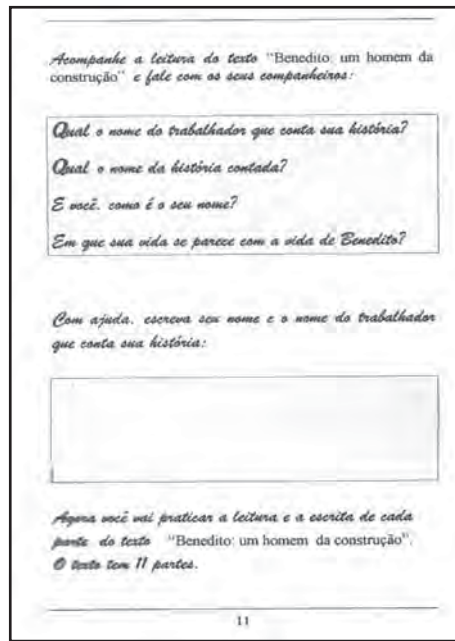 Acompanhe a leitura do texto "Benedito: um homem da
construção" e fale com os seus companheiros:
Qual o nome do trabalhador que conta sua história?
Qual o nome da história contada?
E você, como é o seu nome?
Em que sua vida se parece com a vida de Benedito?
Com ajuda, escreva seu nome e o nome do trabalhador
que conta sua história:
Agora você vai praticar a leitura e a escrita de cada
parte do texto "Benedito: um homem da construção".
O texto tem 11 partes.
11